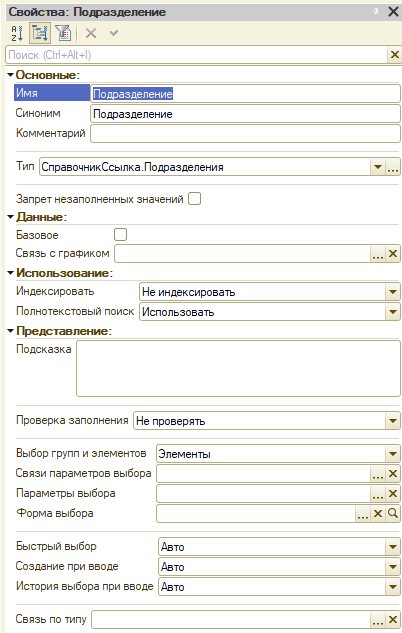 Свойства: Подразделение
Поиск (Ctrl+Alt+I)
Основные:
Имя Подразделение
Синоним Подразделение
Комментарий
Тип СправочникСсылка.Подразделения
Запрет незаполненных значений
Данные:
Базовое
Связь с графиком
Использование:
Индексировать Не индексировать
Полнотекстовый поиск Использовать
Представление:
Подсказка
Проверка заполнения Не проверять
Выбор групп и элементов Элементы
Связи параметров выбора
Параметры выбора
Форма выбора
Быстрый выбор Авто
Создание при вводе Авто
История выбора при вводе Авто
Связь по типу